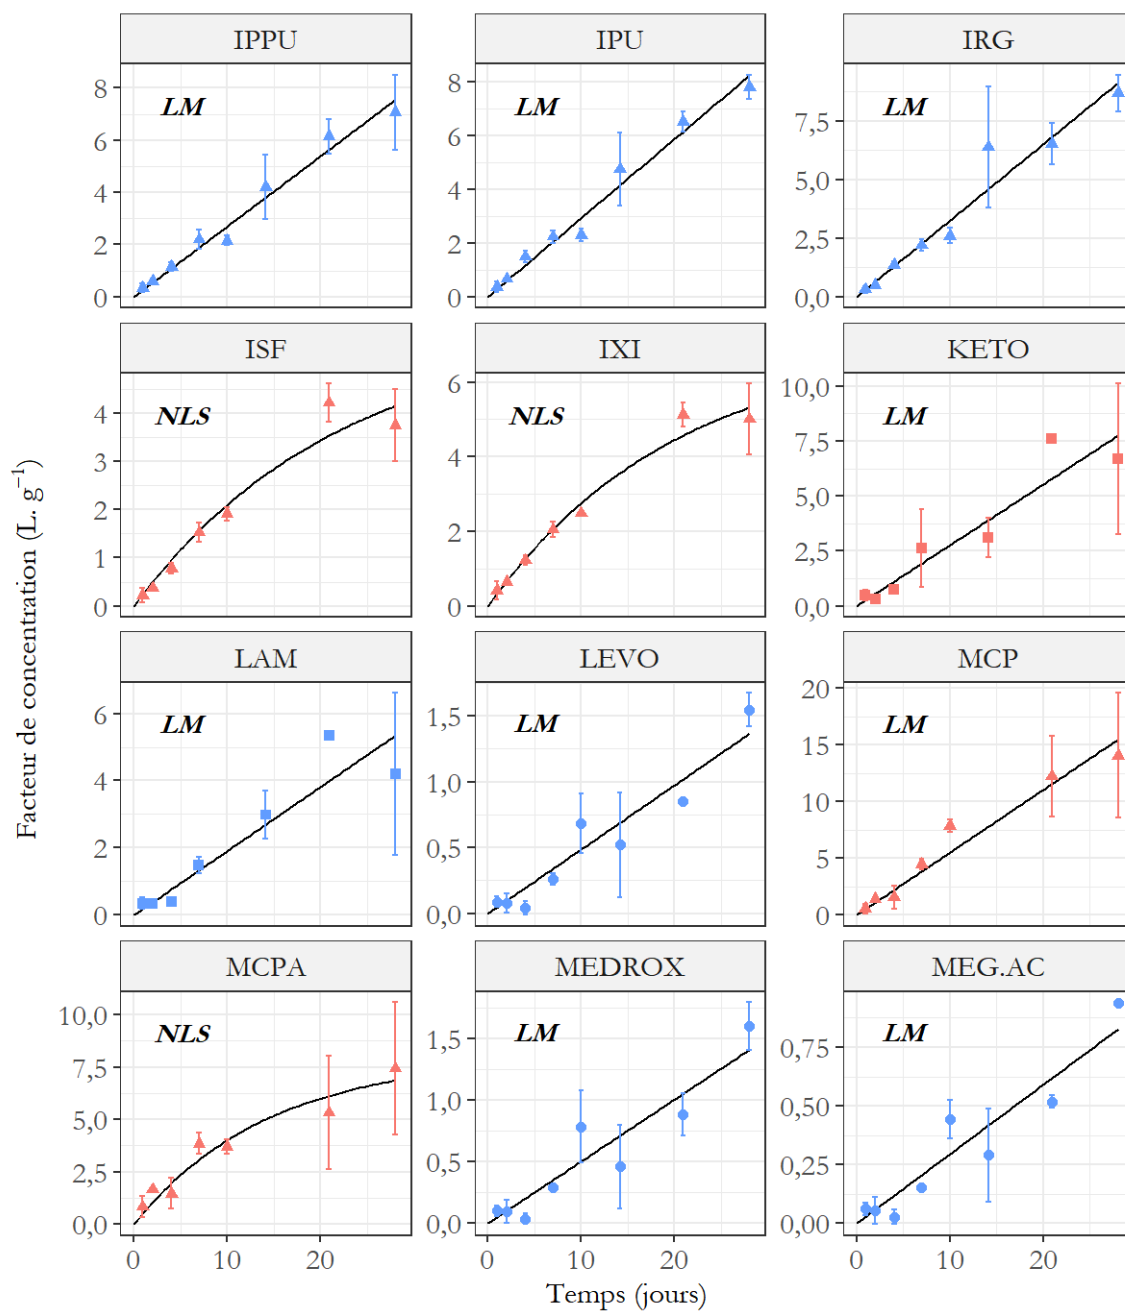 IPPU IPU IRG
8 8
LM LM LM
7,5
6 6
5,0
4 4
2,5
2 2
0 0 0,0
ISF IXI KETO
6 10,0
4 NLS NLS LM
7,5
3 4
5,0
2
2 2,5
1
0 0 0,0
LAM LEVO MCP
20
6 LM 1,5 LM LM
15
4 1,0
10
2 0,5 5
0 0,0 0
MCPA MEDROX MEG.AC
10,0 NLS 1,5 LM LM
0,75
7,5
1,0
0,50
5,0
0,5
2,5 0,25
0,0 0,0 0,00
0 10 20 0 10 20 0 10 20
Temps (jours)
Facteur de concentration (L. g⁻¹)